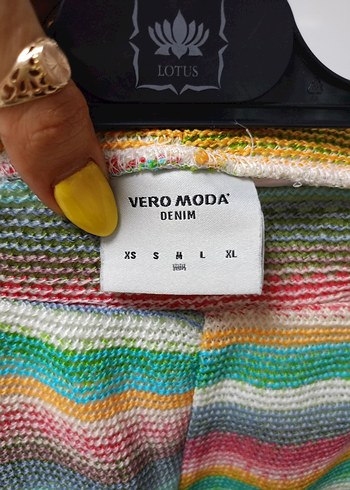 LOTUS
VERO MODA
DENIM
XS S M L XL